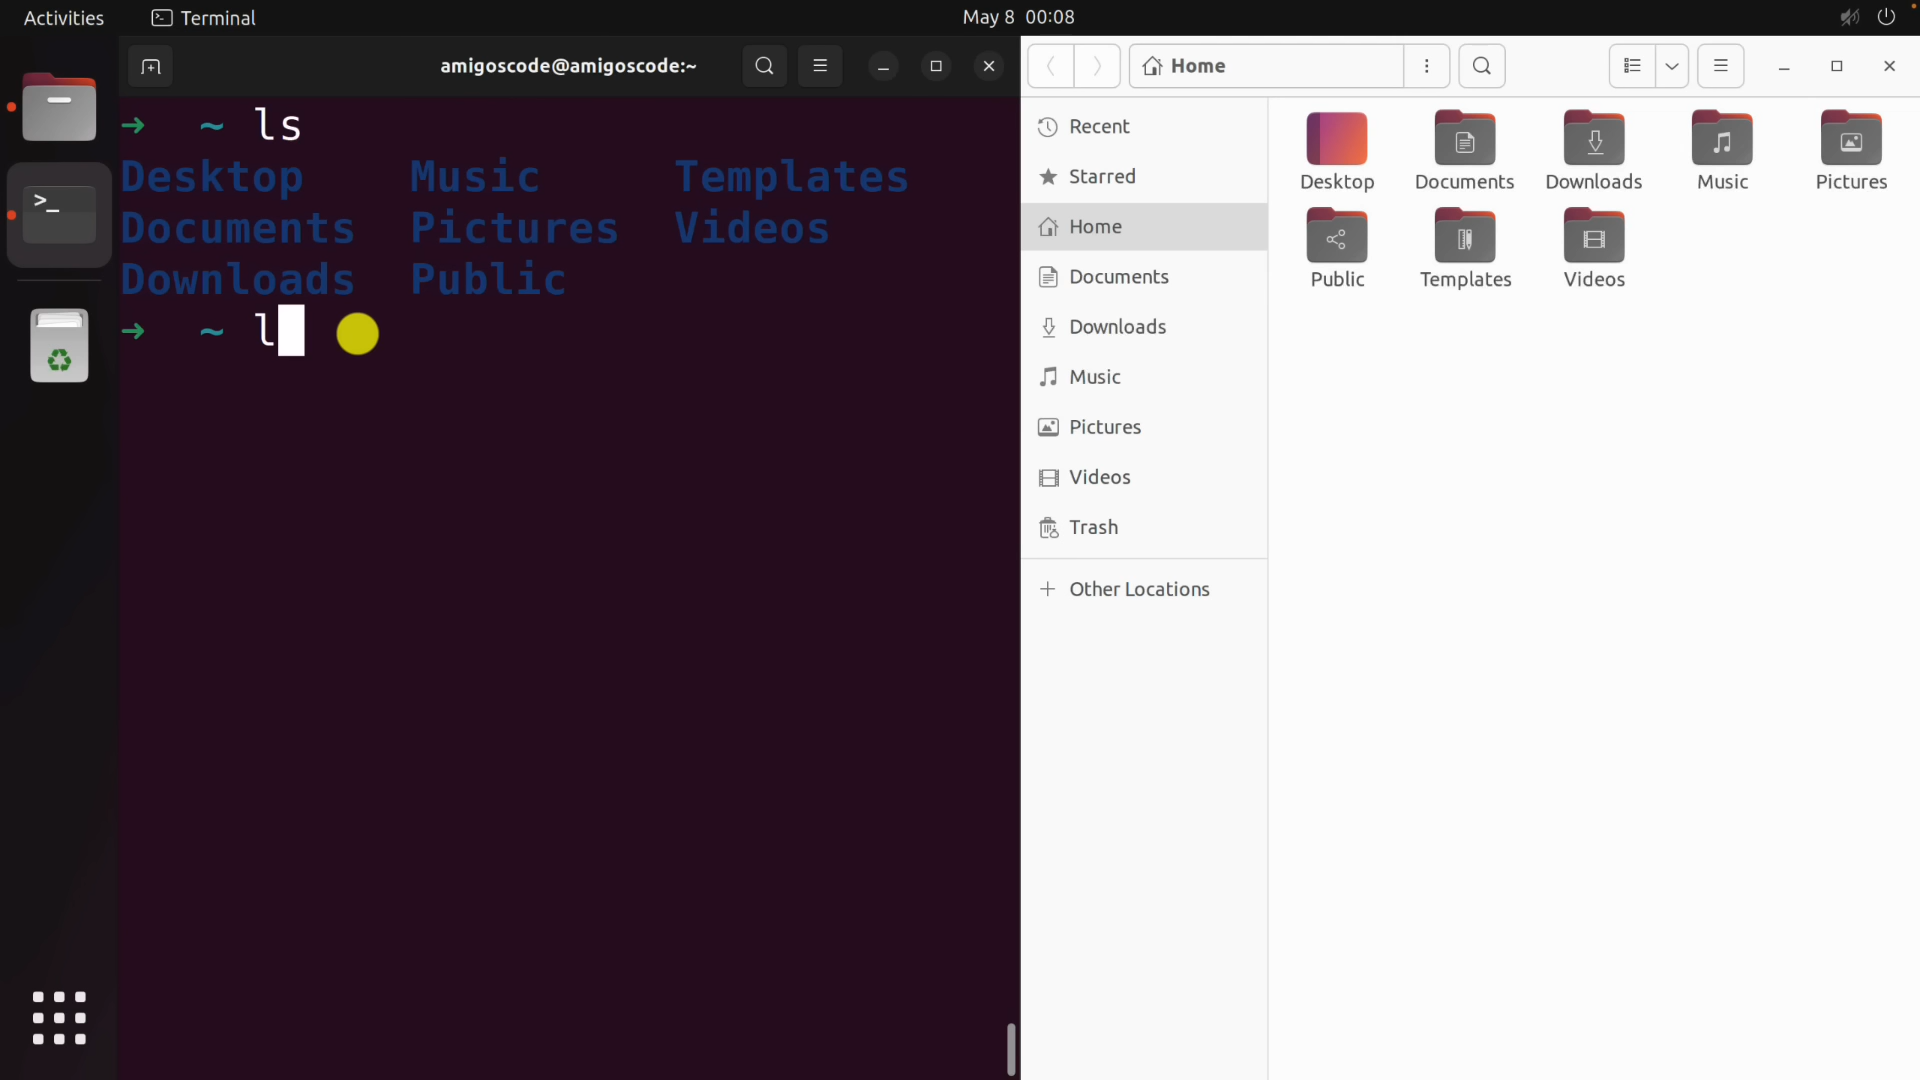 Activities Terminal May 8 00:08
amigoscode@amigoscode:~
➜ ~ ls
Desktop Music Templates
Documents Pictures Videos
Downloads Public
➜ ~ l
>_
Home
Recent
Starred
Home
Documents
Downloads
Music
Pictures
Videos
Trash
+ Other Locations
Desktop Documents Downloads Music Pictures
Public Templates Videos